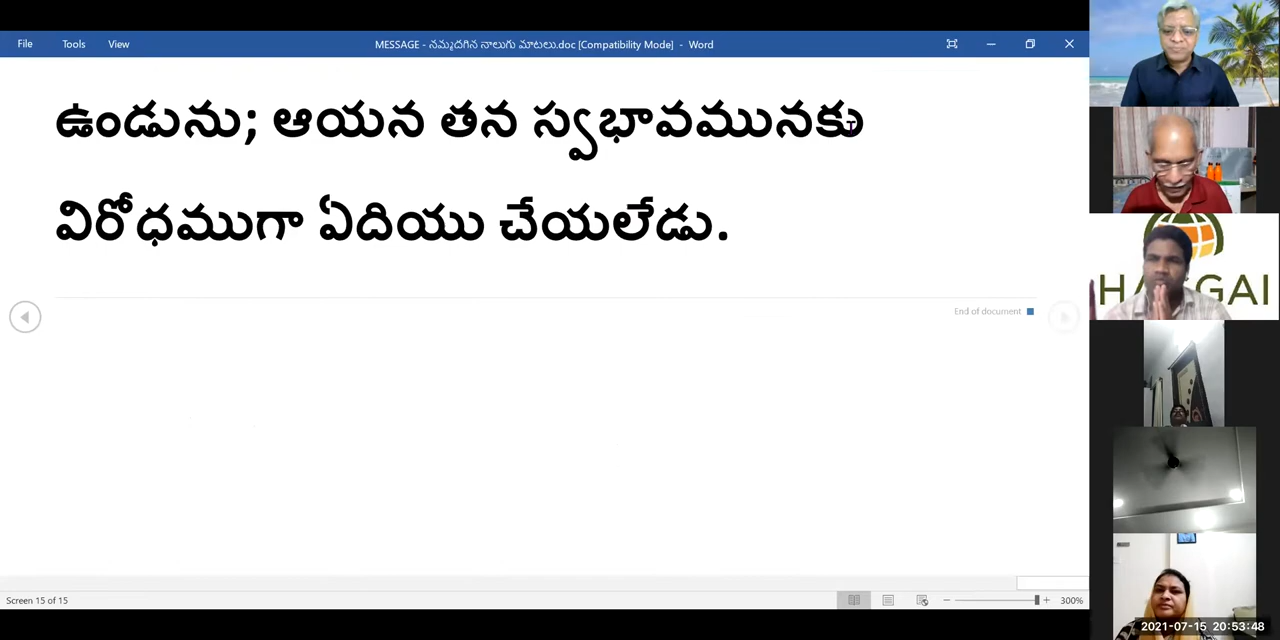 File Tools View MESSAGE - నమ్మదగిన నాలుగు మాటలు.doc [Compatibility Mode] - Word
ఉండును; ఆయన తన స్వభావమునకు
విరోధముగా ఏదియు చేయలేడు.
End of document
GAI
Screen 15 of 15
300%
2021-07-15 20:53:48